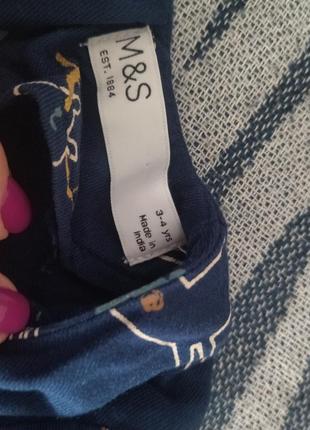 M&S
EST. 1884
3-4 yrs
Made in
India